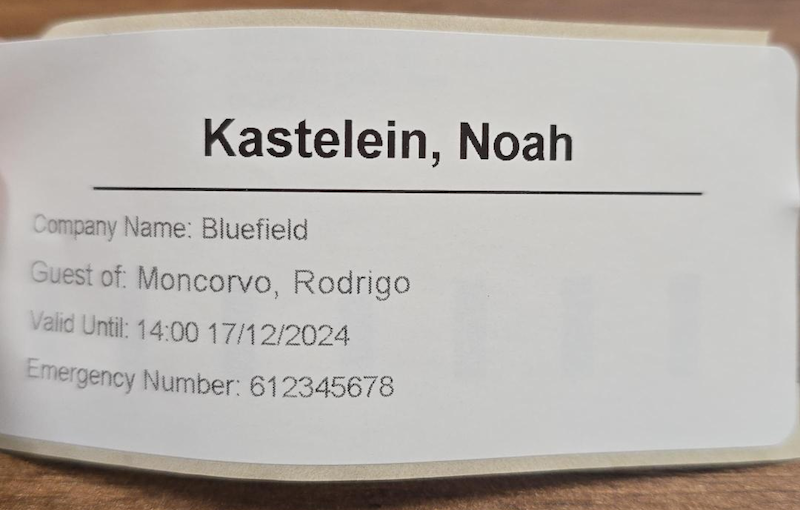 Kastelein, Noah
Company Name: Bluefield
Guest of: Moncorvo, Rodrigo
Valid Until: 14:00 17/12/2024
Emergency Number: 612345678